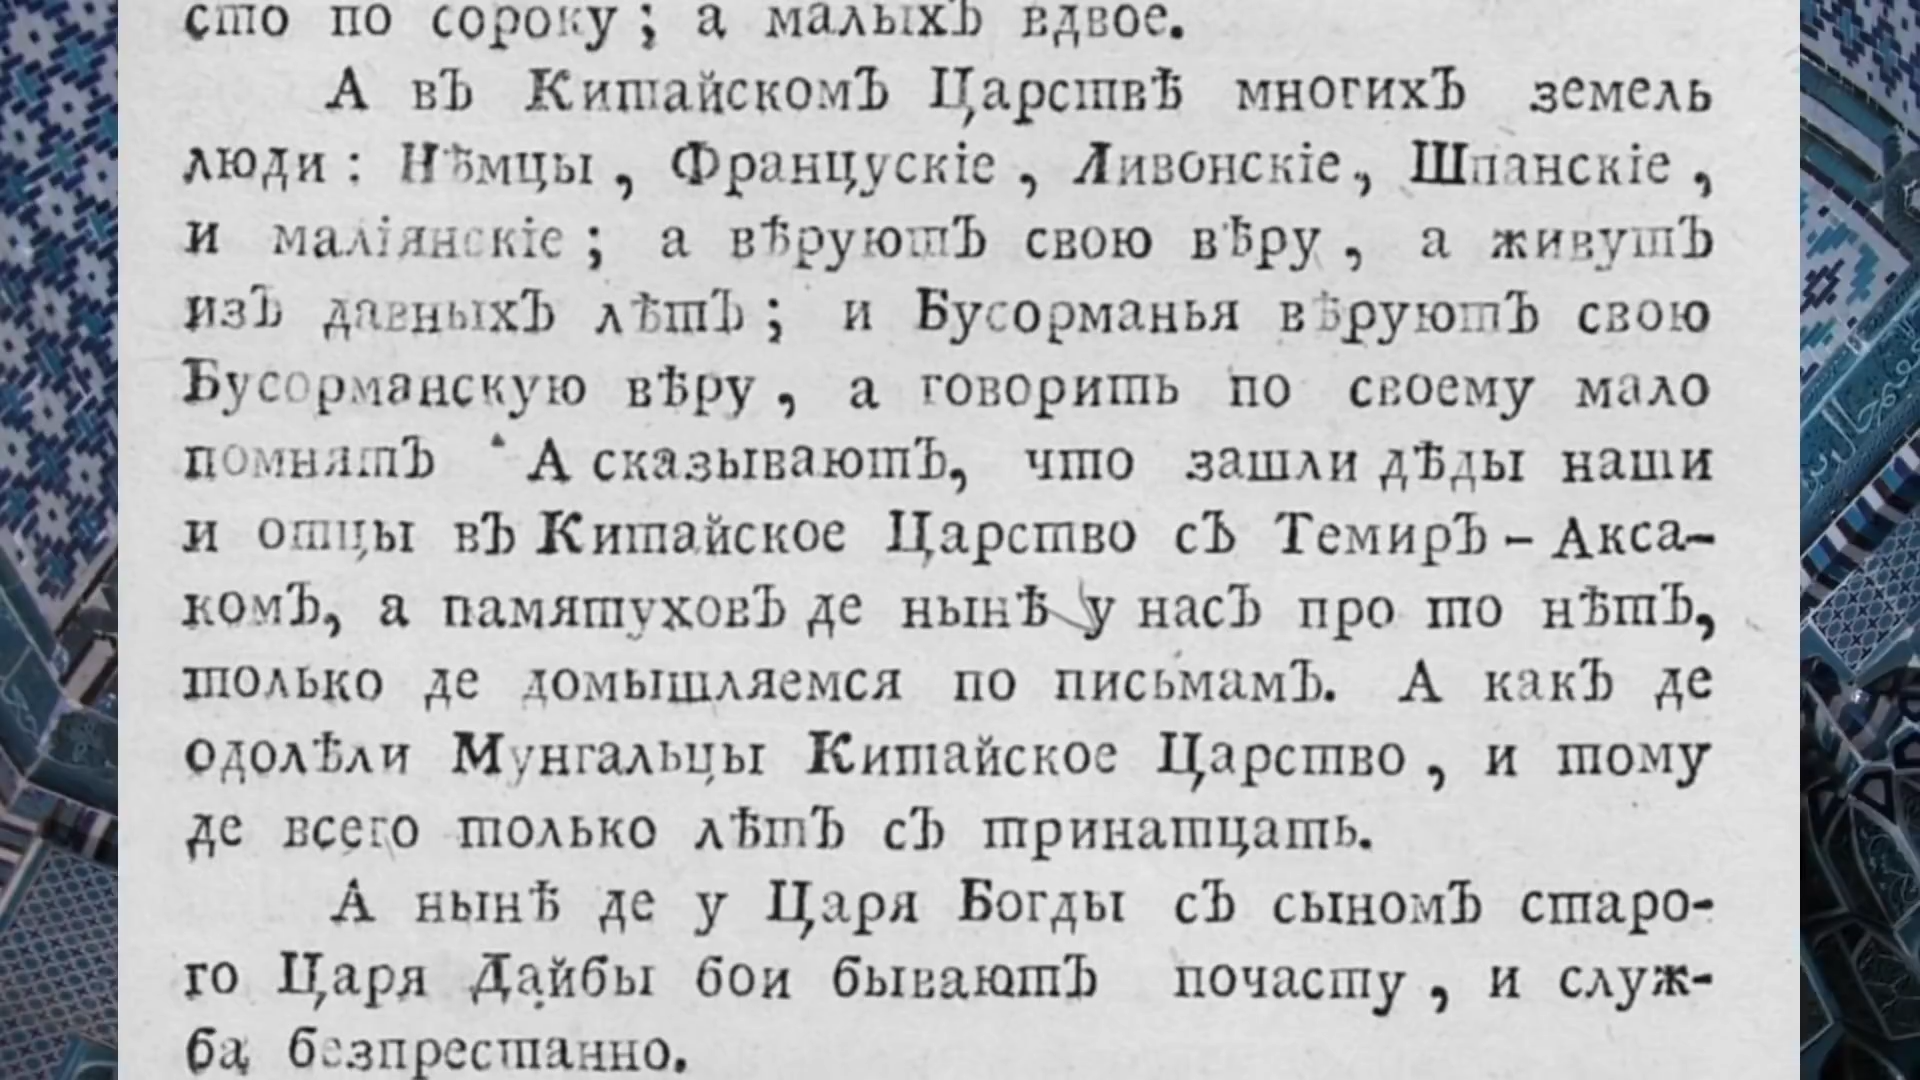 сто по сороку; а малыхЪ вдвое.
А вЪ КитайскомЪ Царствѣ многихЪ земель
люди: Нѣмцы, Францускіе, Ливонскіе, Шпанскіе,
и маліянскіе; а вѣруютЪ свою вѣру, а живутЪ
изЪ давныхЪ лѣтЪ; и Бусорманья вѣруютЪ свою
Бусорманскую вѣру, а говорить по своему мало
помнятЪ А сказываютЪ, что зашли дѣды наши
и отцы вЪ Китайское Царство сЪ ТемирЪ-Акса-
комЪ, а памятуховЪ де нынѣ у насЪ про то нѣтЪ,
только де домышляемся по письмамЪ. А какЪ де
одолѣли Мунгальцы Китайское Царство, и тому
де всего только лѣтЪ сЪ тринатцать.
А нынѣ де у Царя Богды сЪ сыномЪ старо-
го Царя Дайбы бои бываютЪ почасту, и служ-
ба безпрестанно.